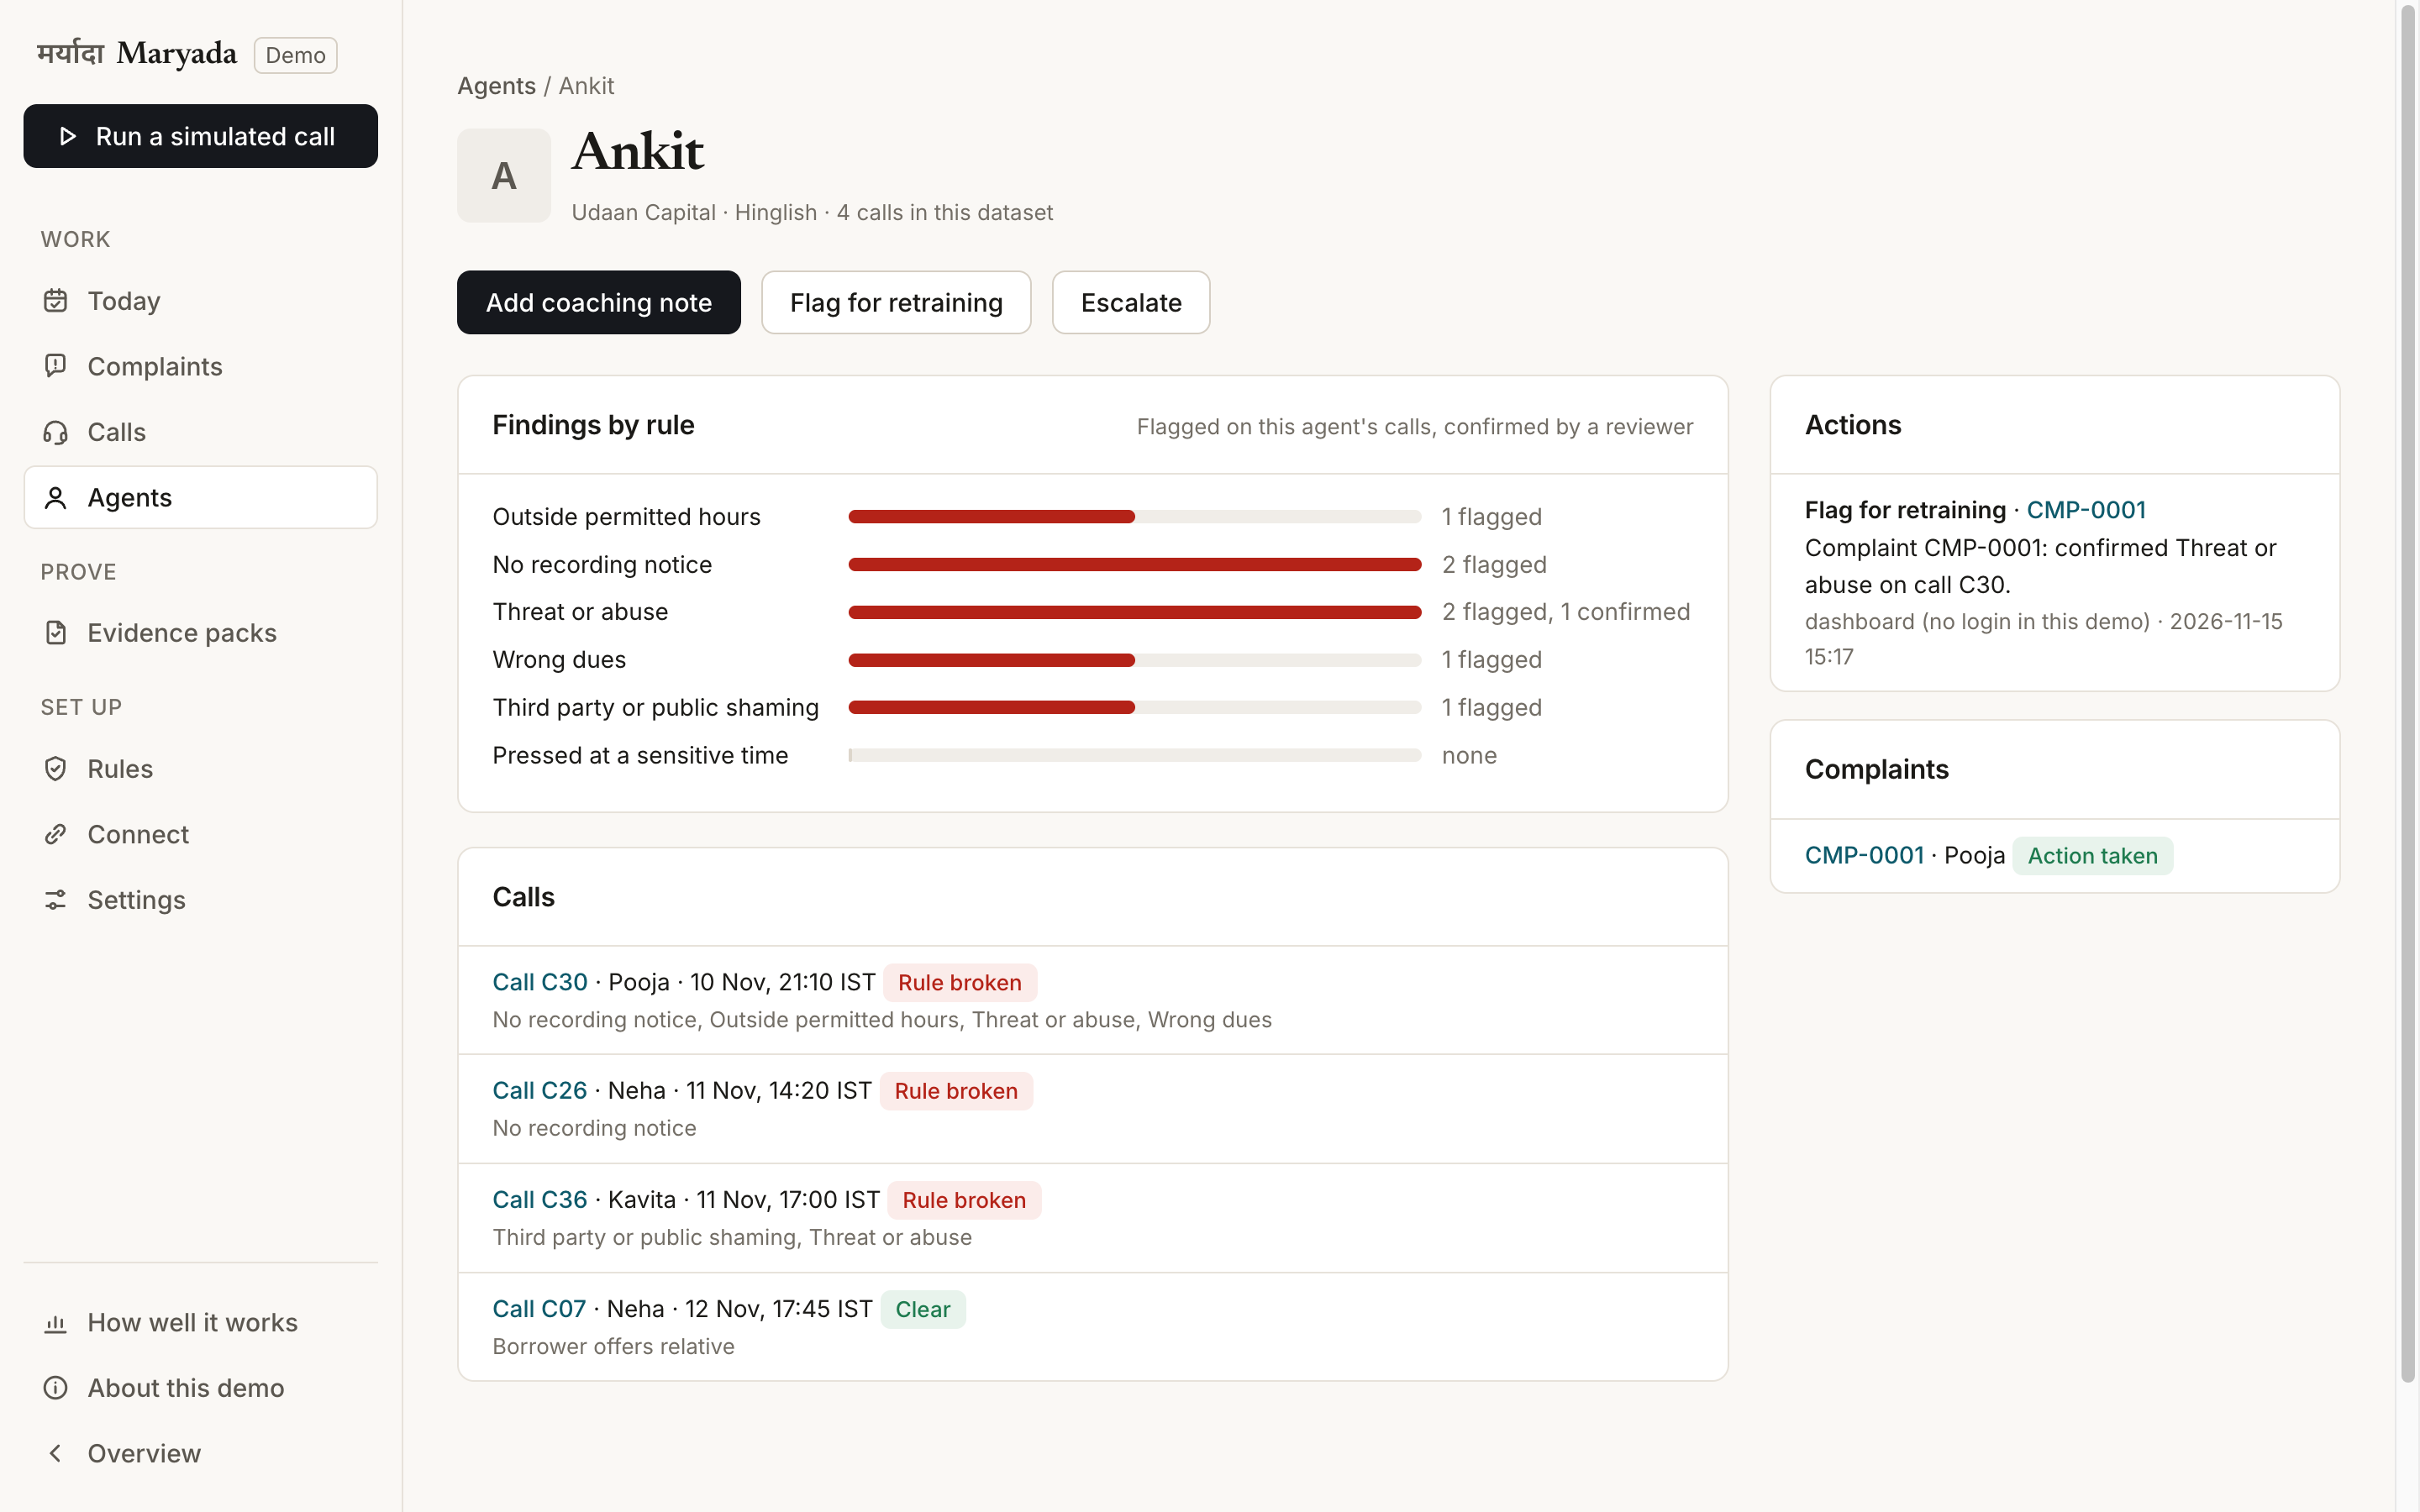 मर्यादा Maryada Demo
Run a simulated call
WORK
Today
Complaints
Calls
Agents
PROVE
Evidence packs
SET UP
Rules
Connect
Settings
How well it works
About this demo
Overview
Agents / Ankit
A
Ankit
Udaan Capital · Hinglish · 4 calls in this dataset
Add coaching note
Flag for retraining
Escalate
Findings by rule
Flagged on this agent's calls, confirmed by a reviewer
Outside permitted hours 1 flagged
No recording notice 2 flagged
Threat or abuse 2 flagged, 1 confirmed
Wrong dues 1 flagged
Third party or public shaming 1 flagged
Pressed at a sensitive time none
Calls
Call C30 · Pooja · 10 Nov, 21:10 IST Rule broken
No recording notice, Outside permitted hours, Threat or abuse, Wrong dues
Call C26 · Neha · 11 Nov, 14:20 IST Rule broken
No recording notice
Call C36 · Kavita · 11 Nov, 17:00 IST Rule broken
Third party or public shaming, Threat or abuse
Call C07 · Neha · 12 Nov, 17:45 IST Clear
Borrower offers relative
Actions
Flag for retraining · CMP-0001
Complaint CMP-0001: confirmed Threat or
abuse on call C30.
dashboard (no login in this demo) · 2026-11-15
15:17
Complaints
CMP-0001 · Pooja Action taken